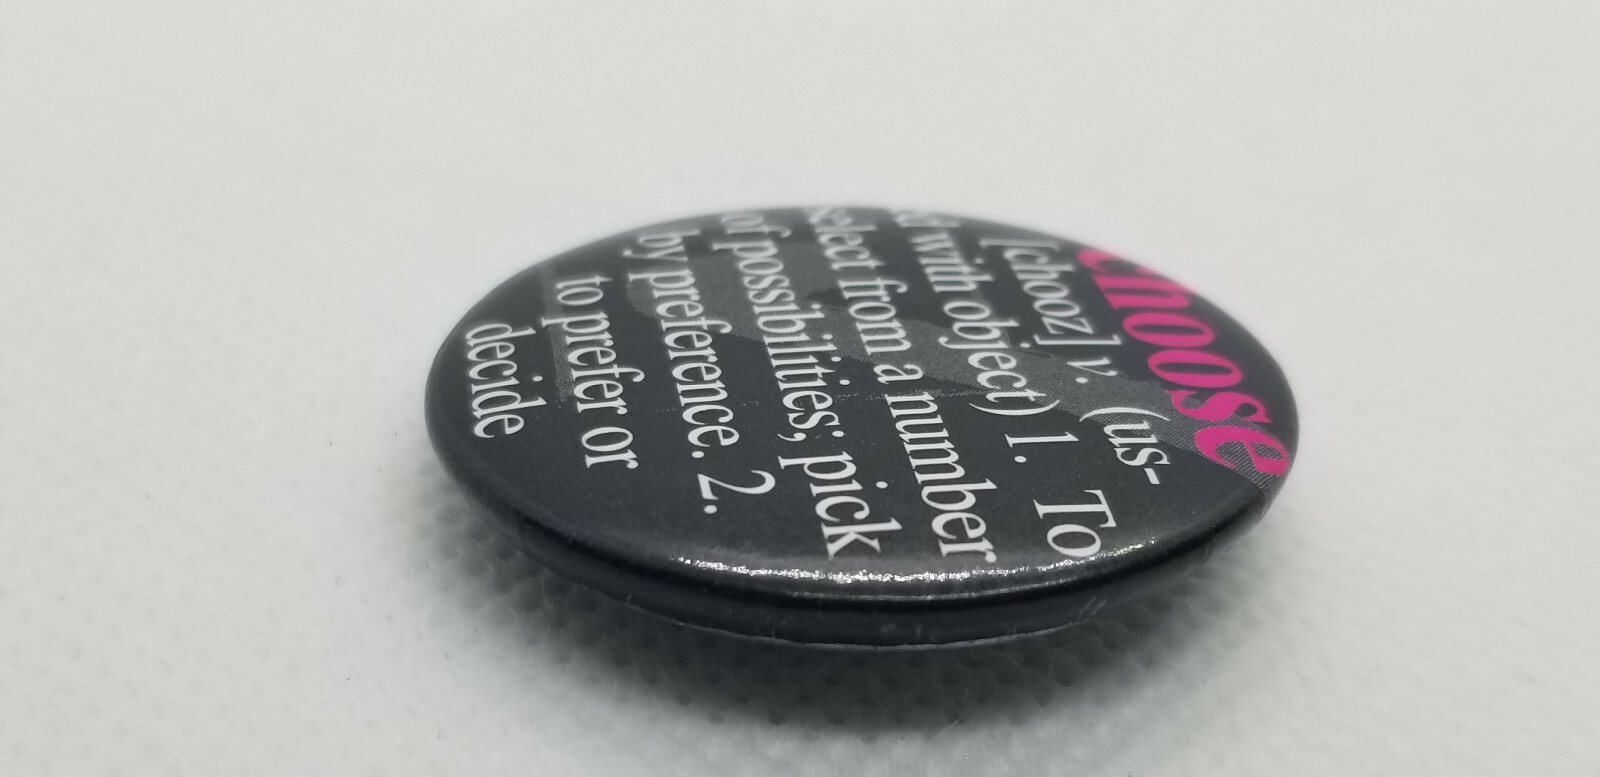 choose
[chooz] v. (us-
ed with object) 1. To
select from a number
of possibilities; pick
by preference. 2.
to prefer or
decide